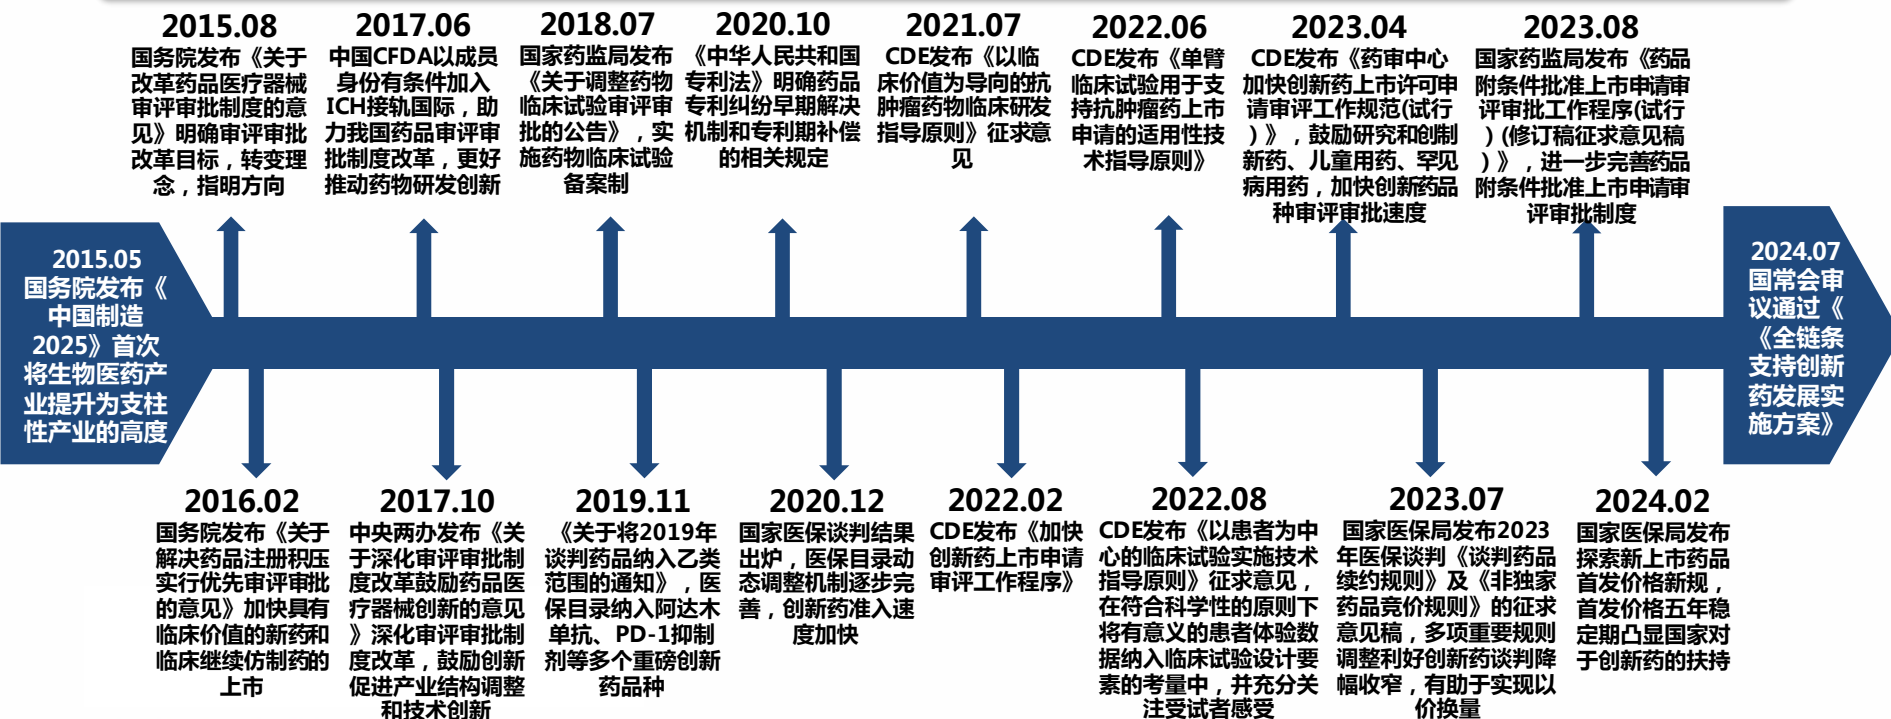 2015.08
国务院发布《关于
改革药品医疗器械
审评审批制度的意
见》明确审评审批
改革目标，转变理
念，指明方向
2017.06
中国CFDA以成员
身份有条件加入
ICH接轨国际，助
力我国药品审评审
批制度改革，更好
推动药物研发创新
2018.07
国家药监局发布
《关于调整药物
临床试验审评审
批的公告》，实
施药物临床试验
备案制
2020.10
《中华人民共和国
专利法》明确药品
专利纠纷早期解决
机制和专利期补偿
的相关规定
2021.07
CDE发布《以临
床价值为导向的抗
肿瘤药物临床研发
指导原则》征求意
见
2022.06
CDE发布《单臂
临床试验用于支
持抗肿瘤药上市
申请的适用性技
术指导原则》
2023.04
CDE发布《药审中心
加快创新药上市许可申
请审评工作规范(试行
）》，鼓励研究和创制
新药、儿童用药、罕见
病用药，加快创新药品
种审评审批速度
2023.08
国家药监局发布《药品
附条件批准上市申请审
评审批工作程序(试行
）(修订稿征求意见稿
）》，进一步完善药品
附条件批准上市申请审
评审批制度
2015.05
国务院发布《
中国制造
2025》首次
将生物医药产
业提升为支柱
性产业的高度
2024.07
国常会审
议通过《
《全链条
支持创新
药发展实
施方案》
2016.02
国务院发布《关于
解决药品注册积压
实行优先审评审批
的意见》加快具有
临床价值的新药和
临床继续仿制药的
上市
2017.10
中央两办发布《关
于深化审评审批制
度改革鼓励药品医
疗器械创新的意见
》深化审评审批制
度改革，鼓励创新
促进产业结构调整
和技术创新
2019.11
《关于将2019年
谈判药品纳入乙类
范围的通知》，医
保目录纳入阿达木
单抗、PD-1抑制
剂等多个重磅创新
药品种
2020.12
国家医保谈判结果
出炉，医保目录动
态调整机制逐步完
善，创新药准入速
度加快
2022.02
CDE发布《加快
创新药上市申请
审评工作程序》
2022.08
CDE发布《以患者为中
心的临床试验实施技术
指导原则》征求意见，
在符合科学性的原则下
将有意义的患者体验数
据纳入临床试验设计要
素的考量中，并充分关
注受试者感受
2023.07
国家医保局发布2023
年医保谈判《谈判药品
续约规则》及《非独家
药品竞价规则》的征求
意见稿，多项重要规则
调整利好创新药谈判降
幅收窄，有助于实现以
价换量
2024.02
国家医保局发布
探索新上市药品
首发价格新规，
首发价格五年稳
定期凸显国家对
于创新药的扶持